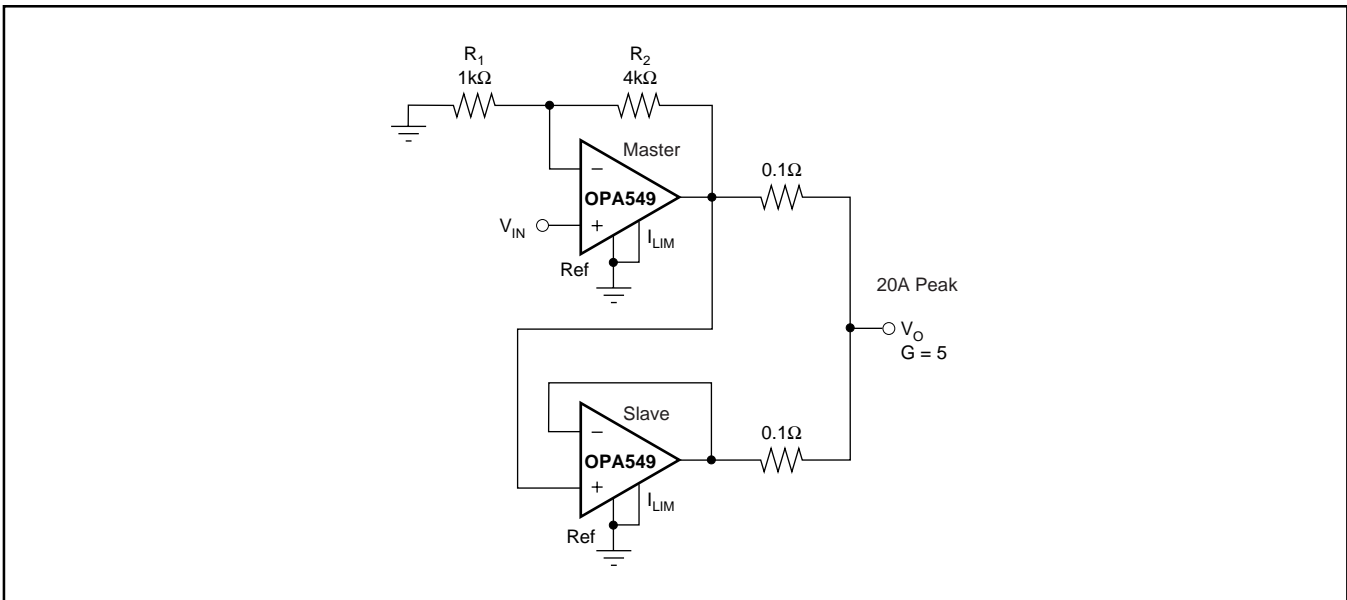 R1
1kΩ
R2
4kΩ
Master
–
OPA549
+
VIN
ILIM
Ref
0.1Ω
20A Peak
VO
G = 5
Slave
–
OPA549
+
ILIM
Ref
0.1Ω